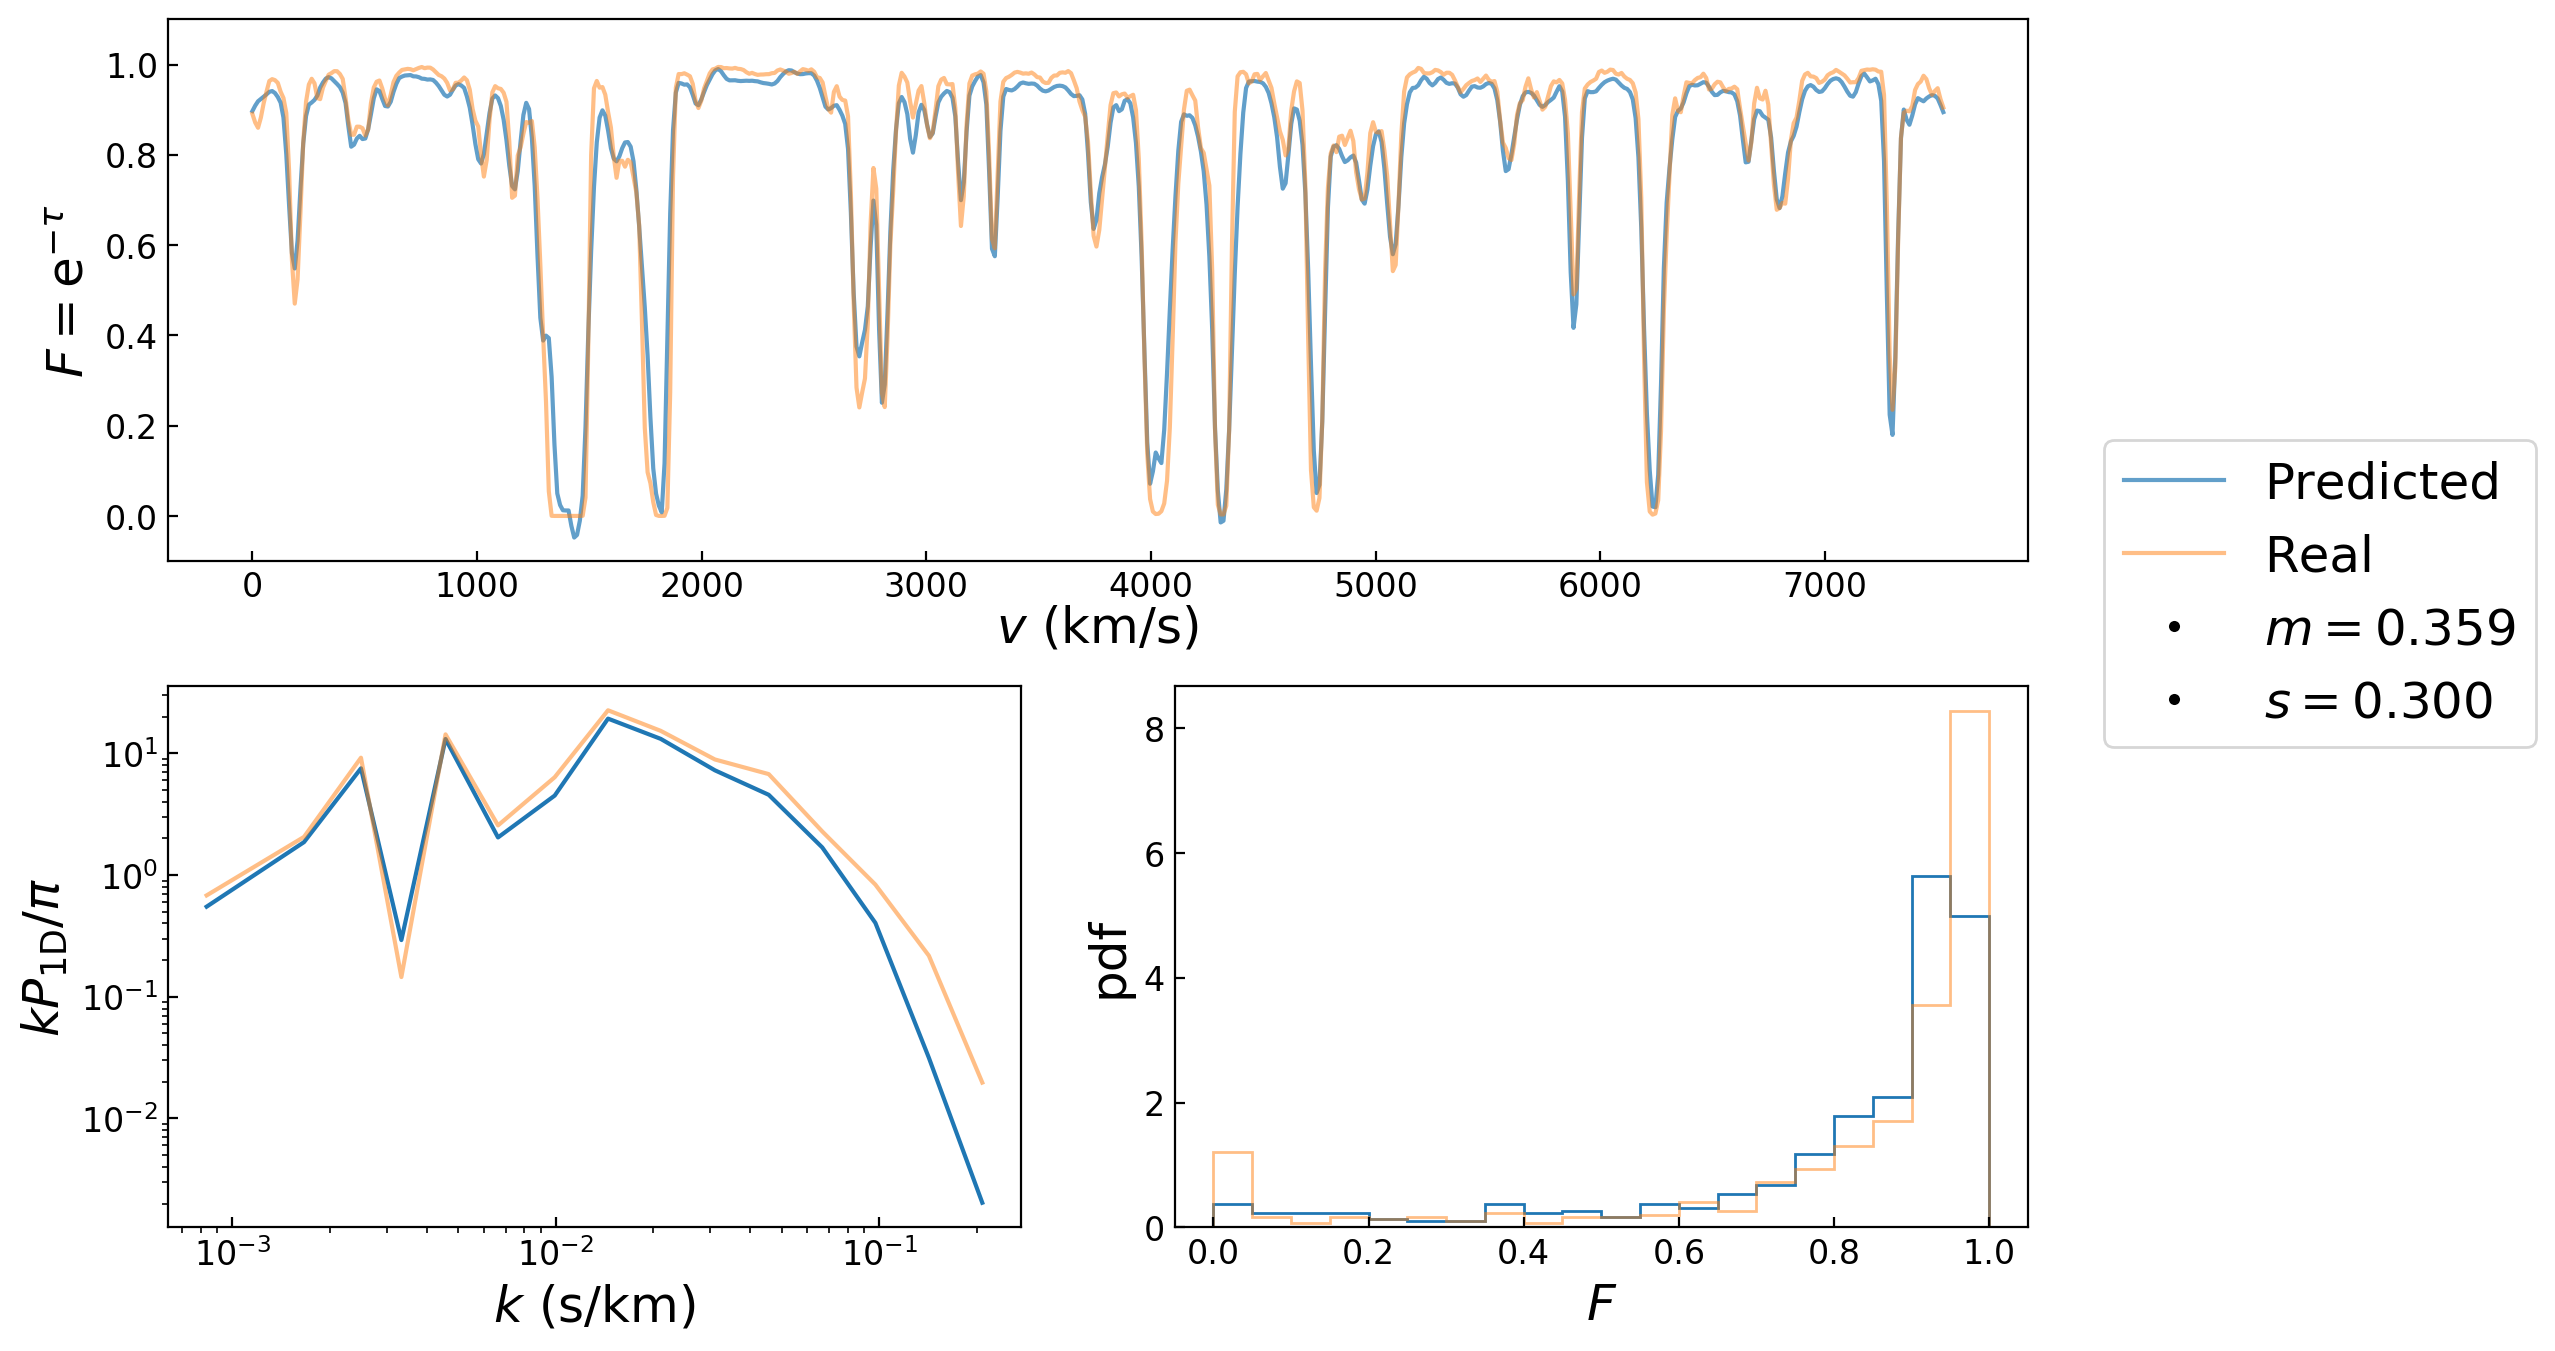 1.0
0.8
0.6
0.4
0.2
0.0
F = e^{−τ}
0 1000 2000 3000 4000 5000 6000 7000
v (km/s)
Predicted
Real
m = 0.359
s = 0.300
10^1
10^0
10^{−1}
10^{−2}
kP_{1D}/π
10^{−3} 10^{−2} 10^{−1}
k (s/km)
8
6
4
2
0
pdf
0.0 0.2 0.4 0.6 0.8 1.0
F